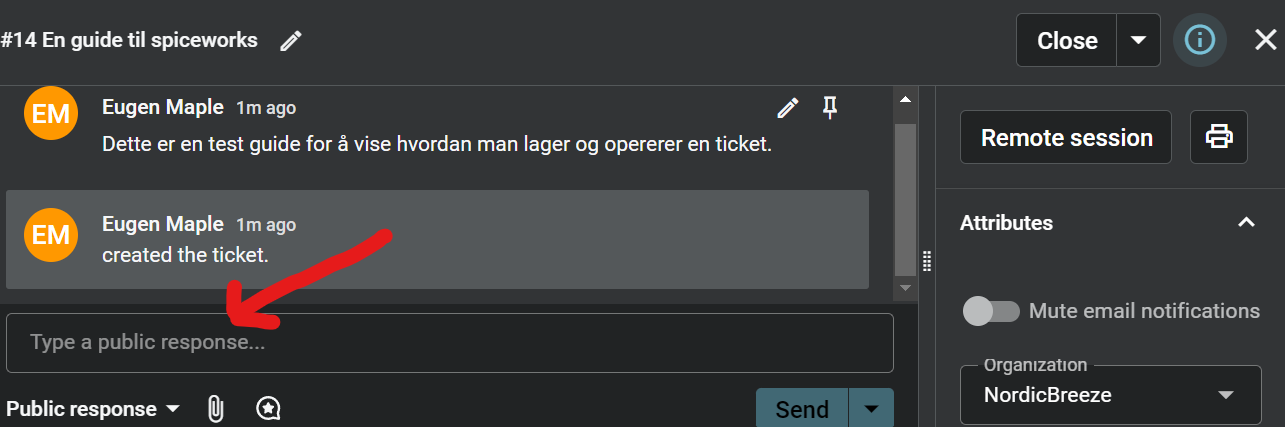 #14 En guide til spiceworks
Close
EM
Eugen Maple 1m ago
Dette er en test guide for å vise hvordan man lager og opererer en ticket.
EM
Eugen Maple 1m ago
created the ticket.
Type a public response...
Public response
Send
Remote session
Attributes
Mute email notifications
Organization
NordicBreeze